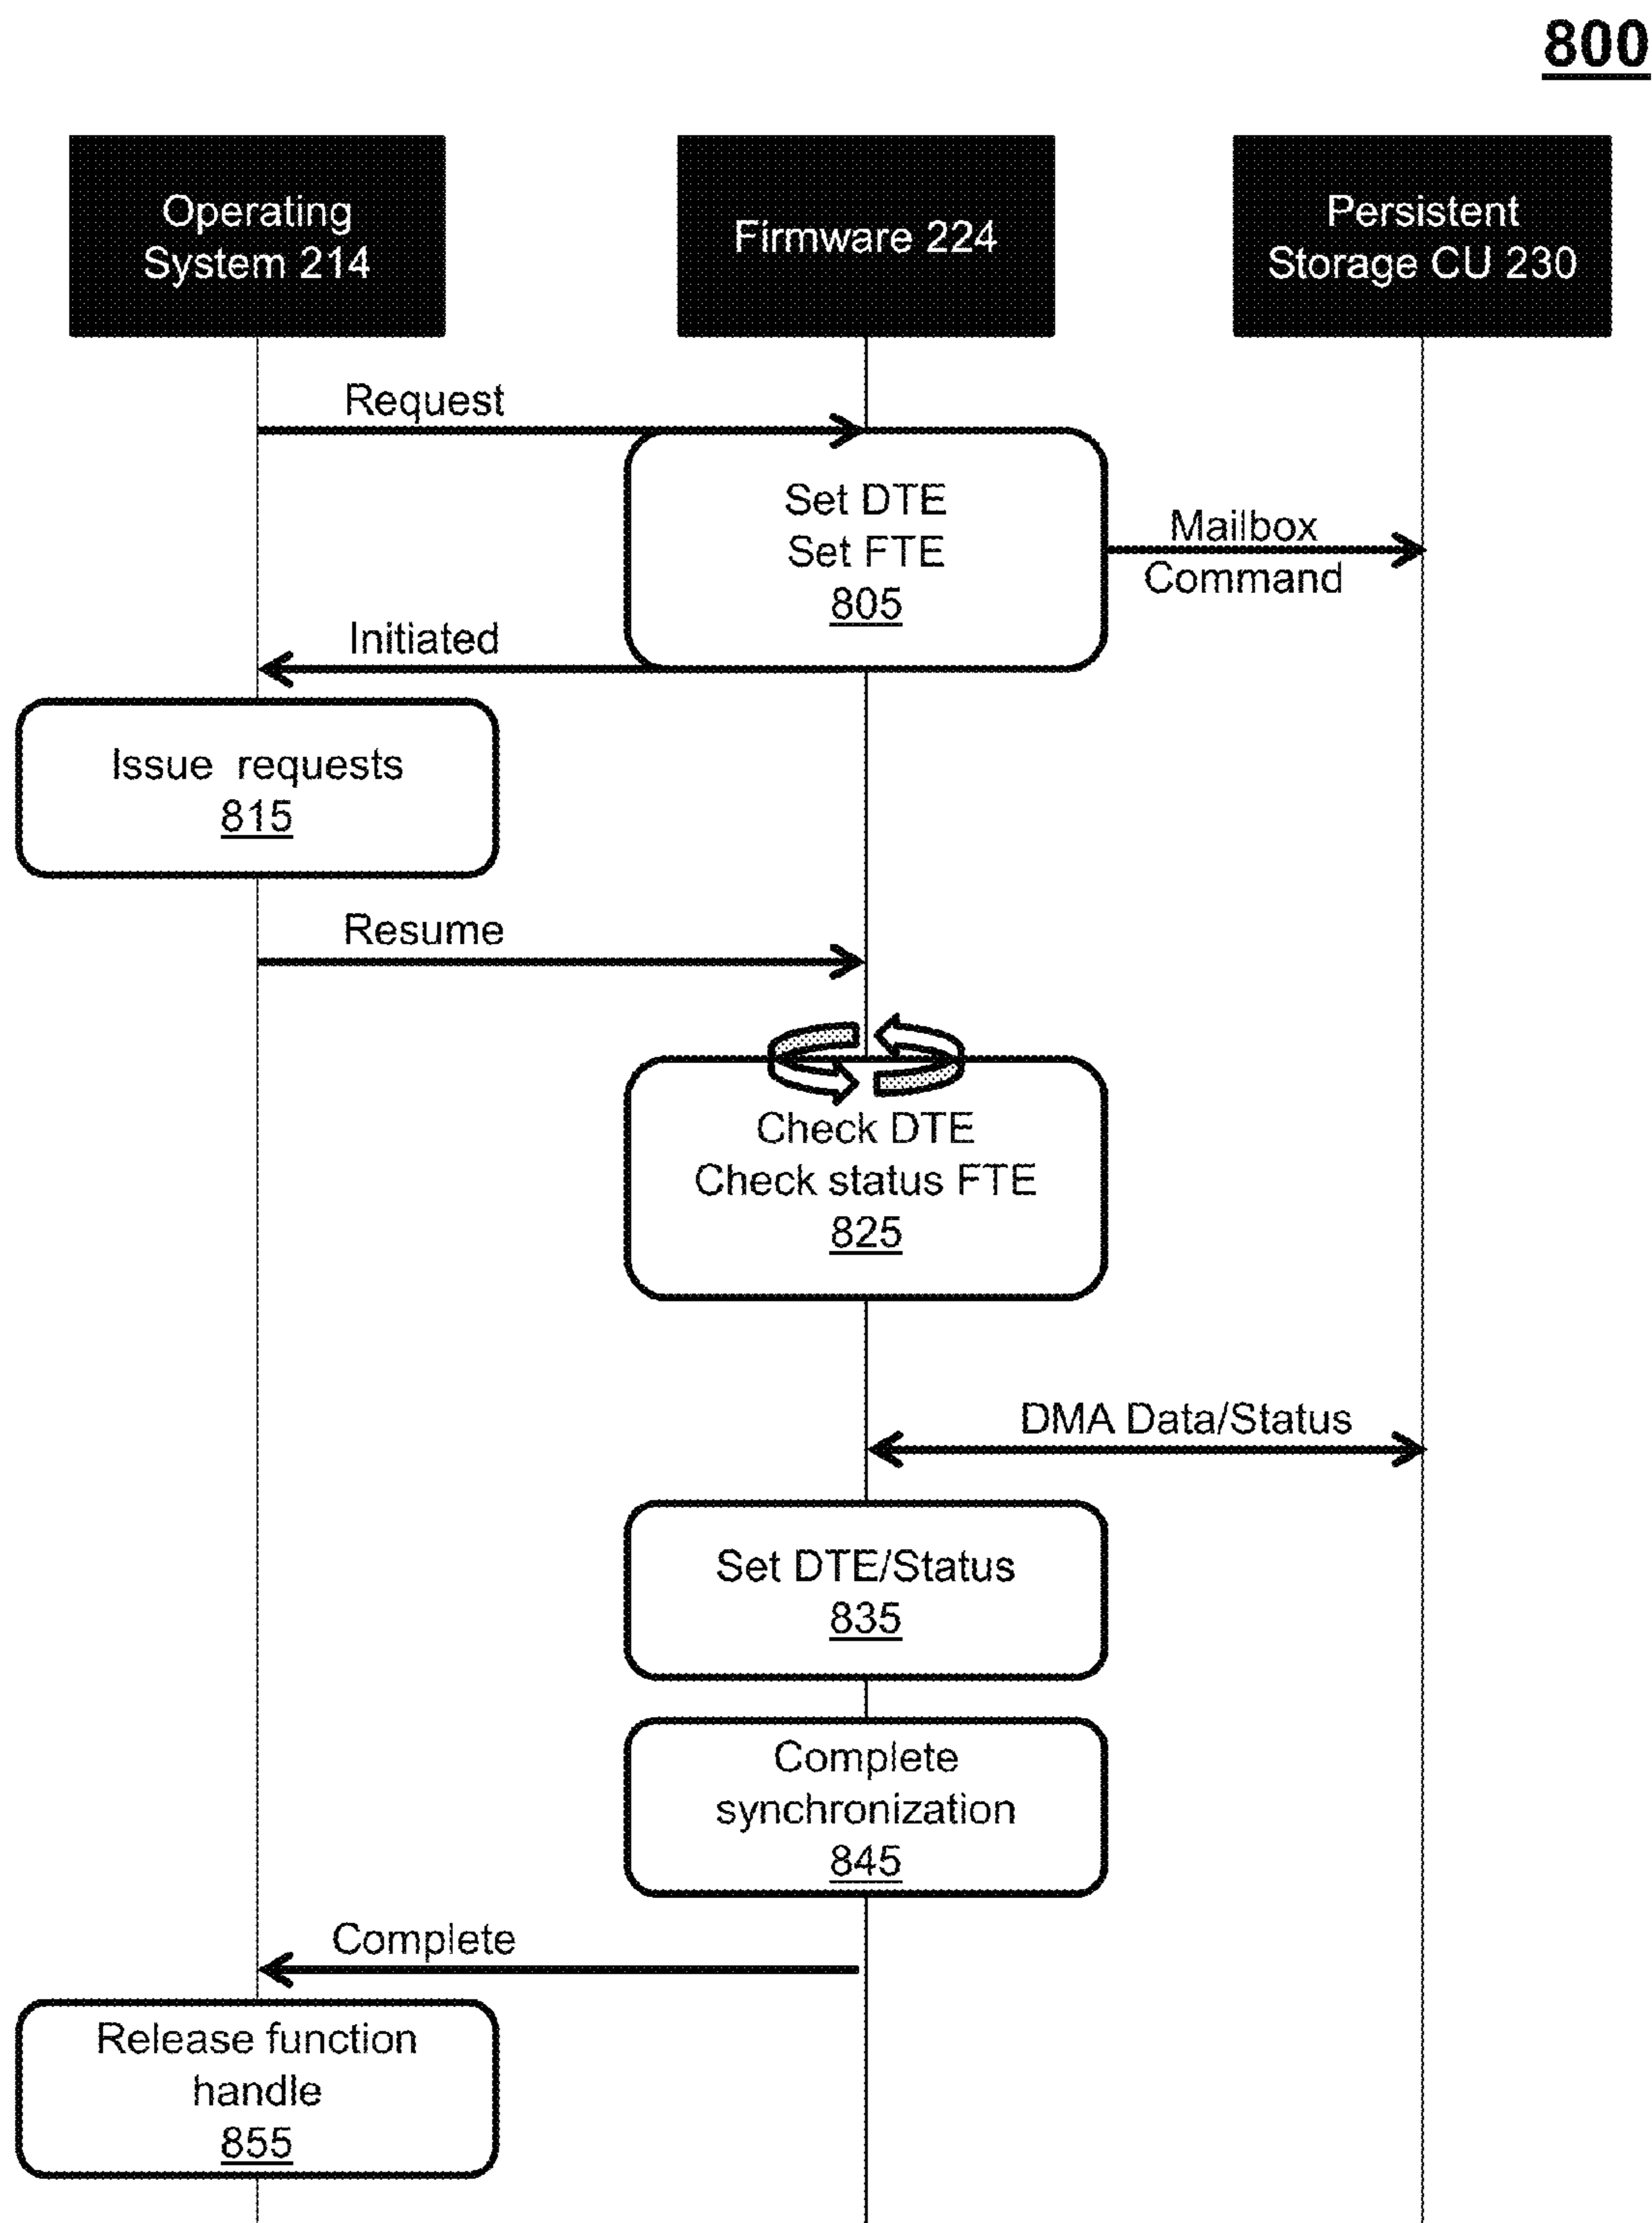 800
Operating
System 214
Firmware 224
Persistent
Storage CU 230
Request
Set DTE
Set FTE
805
Mailbox
Command
Initiated
Issue requests
815
Resume
Check DTE
Check status FTE
825
DMA Data/Status
Set DTE/Status
835
Complete
synchronization
845
Complete
Release function
handle
855